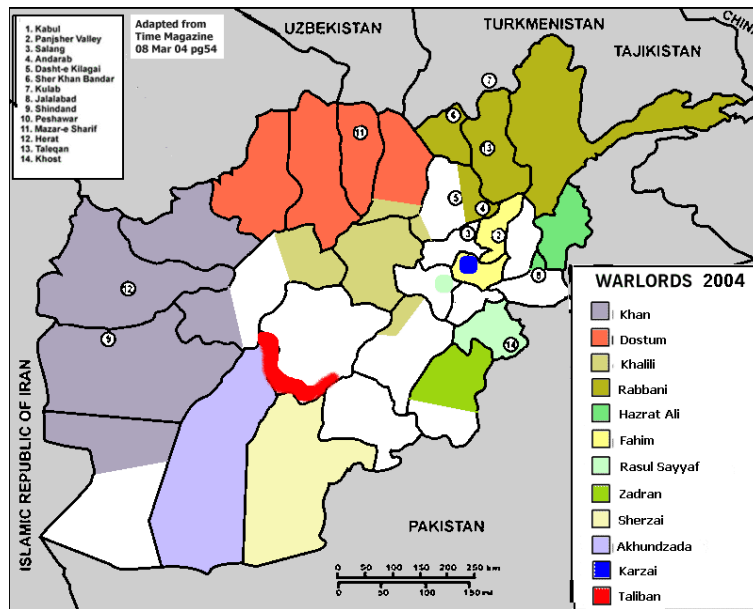 1. Kabul
2. Panjsher Valley
3. Salang
4. Andarab
5. Dasht-e Kilagai
6. Sher Khan Bandar
7. Kulab
8. Jalalabad
9. Shindand
10. Peshawar
11. Mazar-e Sharif
12. Herat
13. Taleqan
14. Khost
Adapted from
Time Magazine
08 Mar 04 pg54
UZBEKISTAN
TURKMENISTAN
CHINA
TAJIKISTAN
7
6
11
13
5
4
3
2
8
12
9
14
ISLAMIC REPUBLIC OF IRAN
PAKISTAN
WARLORDS 2004
Khan
Dostum
Khalili
Rabbani
Hazrat Ali
Fahim
Rasul Sayyaf
Zadran
Sherzai
Akhundzada
Karzai
Taliban
0 50 100 150 200 250 km
0 50 100 150 mi